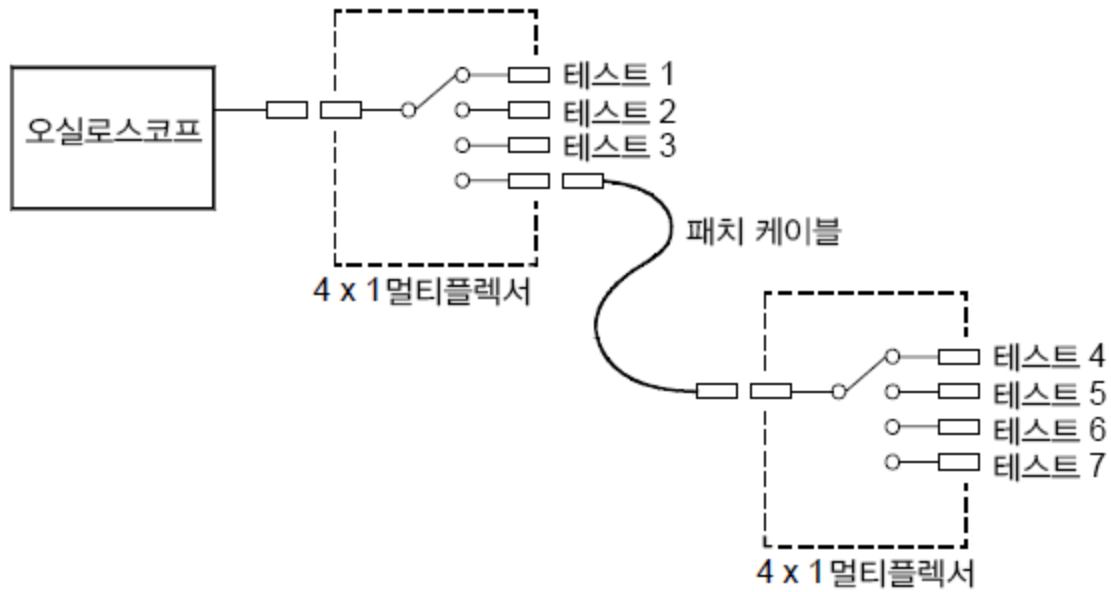 오실로스코프
테스트 1
테스트 2
테스트 3
패치 케이블
4 x 1멀티플렉서
테스트 4
테스트 5
테스트 6
테스트 7
4 x 1멀티플렉서